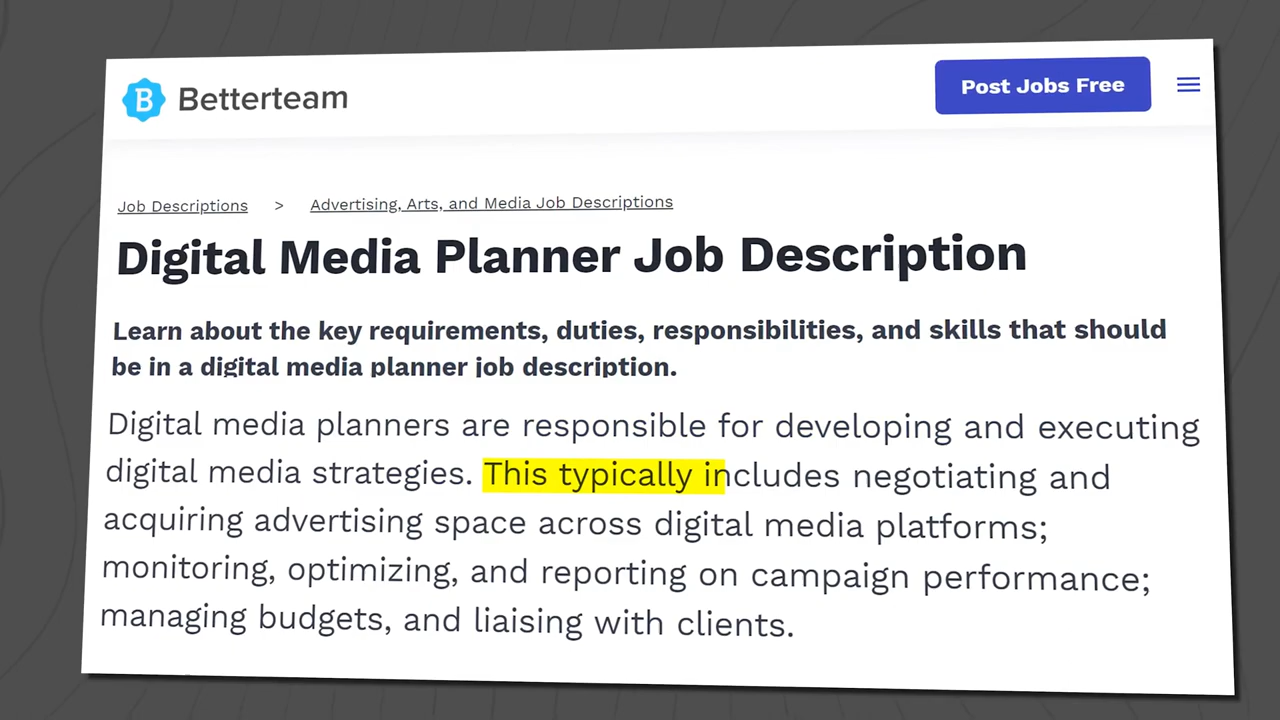 B Betterteam
Post Jobs Free
Job Descriptions > Advertising, Arts, and Media Job Descriptions
Digital Media Planner Job Description
Learn about the key requirements, duties, responsibilities, and skills that should
be in a digital media planner job description.
Digital media planners are responsible for developing and executing
digital media strategies. This typically includes negotiating and
acquiring advertising space across digital media platforms;
monitoring, optimizing, and reporting on campaign performance;
managing budgets, and liaising with clients.